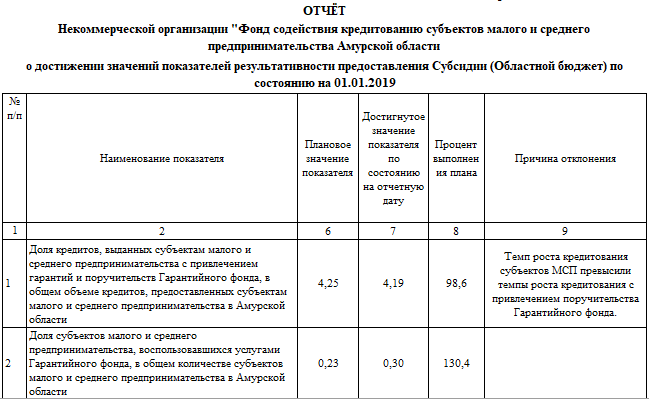 ОТЧЁТ
Некоммерческой организации "Фонд содействия кредитованию субъектов малого и среднего
предпринимательства Амурской области
о достижении значений показателей результативности предоставления Субсидии (Областной бюджет) по
состоянию на 01.01.2019
№
п/п
Наименование показателя
Плановое
значение
показателя
Достигнутое
значение
показателя
по
состоянию
на отчетную
дату
Процент
выполнен
ия плана
Причина отклонения
1
2
6
7
8
9
1
Доля кредитов, выданных субъектам малого и
среднего предпринимательства с привлечением
гарантий и поручительств Гарантийного фонда, в
общем объеме кредитов, предоставленных субъектам
малого и среднего предпринимательства в Амурской
области
4,25
4,19
98,6
Темп роста кредитования
субъектов МСП превысили
темпы роста кредитования с
привлечением поручительства
Гарантийного фонда.
2
Доля субъектов малого и среднего
предпринимательства, воспользовавшихся услугами
Гарантийного фонда, в общем количестве субъектов
малого и среднего предпринимательства в Амурской
области
0,23
0,30
130,4